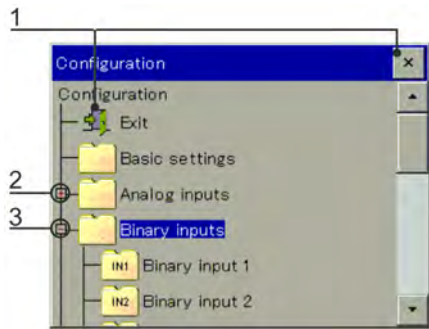 1
Configuration
×
Configuration
Exit
Basic settings
2
Analog inputs
3
Binary inputs
IN1 Binary input 1
IN2 Binary input 2